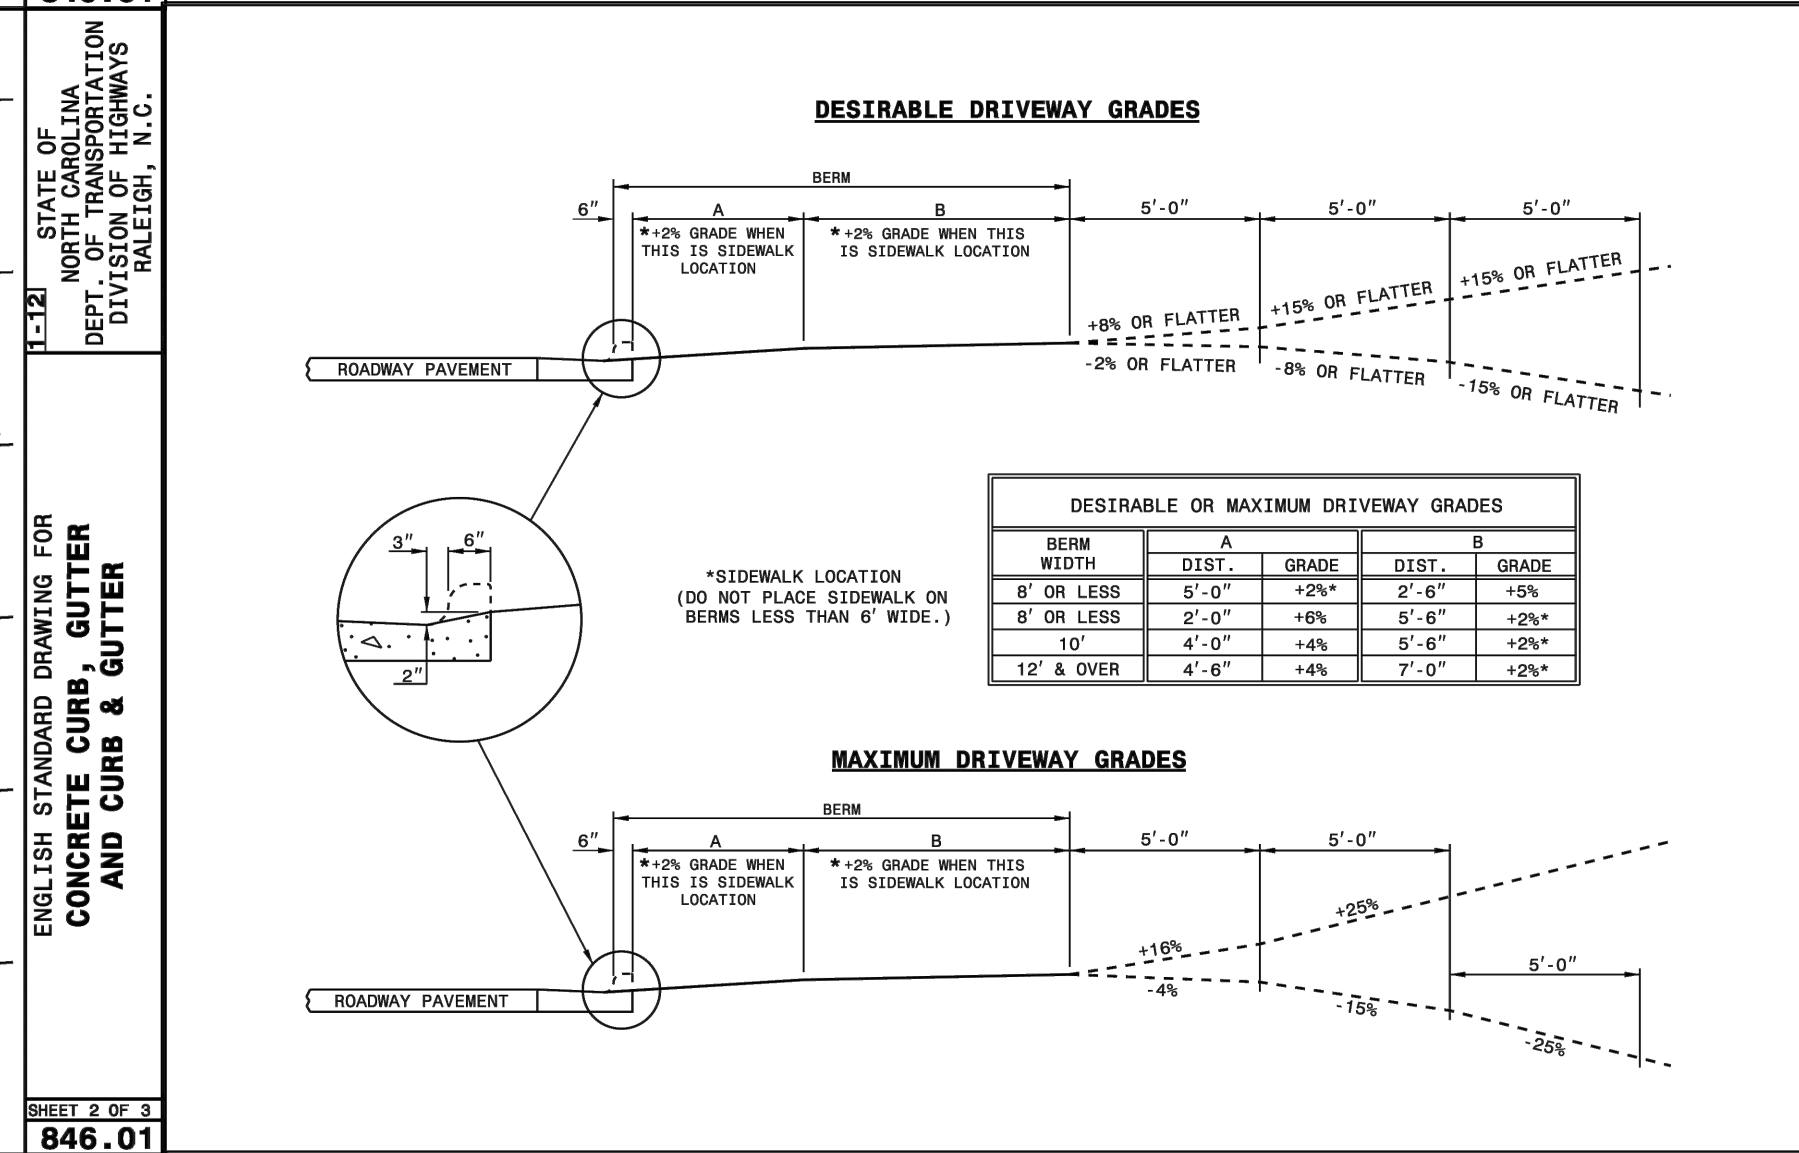 STATE OF
NORTH CAROLINA
DEPT. OF TRANSPORTATION
DIVISION OF HIGHWAYS
RALEIGH, N.C.
1-12
ENGLISH STANDARD DRAWING FOR
CONCRETE CURB, GUTTER
AND CURB & GUTTER
SHEET 2 OF 3
846.01
DESIRABLE DRIVEWAY GRADES
BERM
6" A B 5'-0" 5'-0" 5'-0"
*+2% GRADE WHEN
THIS IS SIDEWALK
LOCATION
*+2% GRADE WHEN THIS
IS SIDEWALK LOCATION
+8% OR FLATTER
+15% OR FLATTER
+15% OR FLATTER
-2% OR FLATTER
-8% OR FLATTER
-15% OR FLATTER
ROADWAY PAVEMENT
3" 6"
2"
*SIDEWALK LOCATION
(DO NOT PLACE SIDEWALK ON
BERMS LESS THAN 6' WIDE.)
DESIRABLE OR MAXIMUM DRIVEWAY GRADES
BERM
WIDTH
A B
DIST. GRADE DIST. GRADE
8' OR LESS 5'-0" +2%* 2'-6" +5%
8' OR LESS 2'-0" +6% 5'-6" +2%*
10' 4'-0" +4% 5'-6" +2%*
12' & OVER 4'-6" +4% 7'-0" +2%*
MAXIMUM DRIVEWAY GRADES
BERM
6" A B 5'-0" 5'-0"
*+2% GRADE WHEN
THIS IS SIDEWALK
LOCATION
*+2% GRADE WHEN THIS
IS SIDEWALK LOCATION
+16%
+25%
-4%
-15%
5'-0"
-25%
ROADWAY PAVEMENT